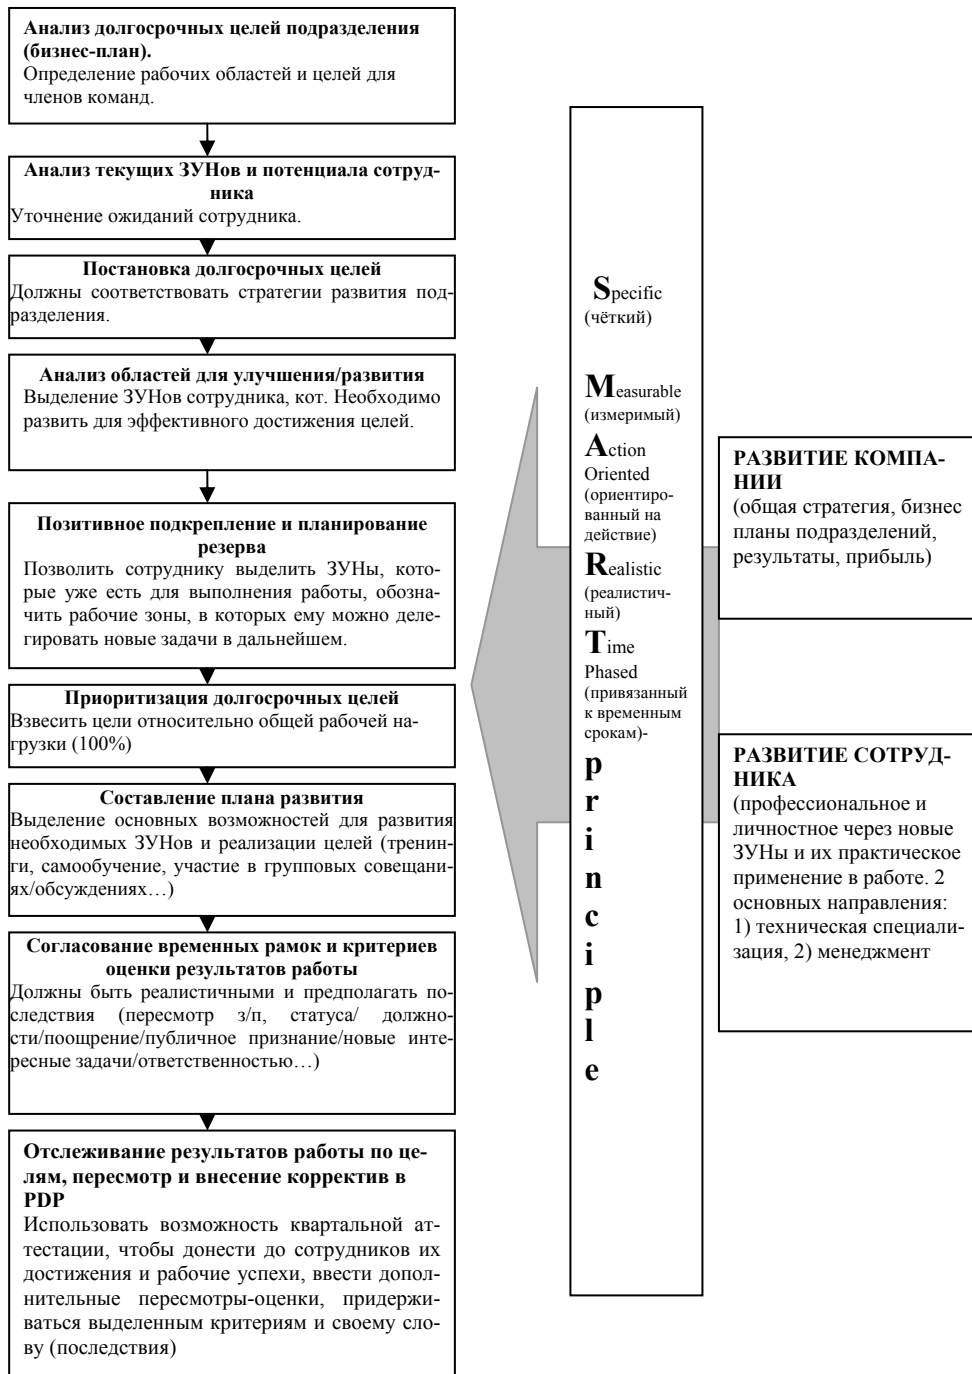 Анализ долгосрочных целей подразделения
(бизнес-план).
Определение рабочих областей и целей для
членов команд.
Анализ текущих ЗУНов и потенциала сотруд-
ника
Уточнение ожиданий сотрудника.
Постановка долгосрочных целей
Должны соответствовать стратегии развития под-
разделения.
Анализ областей для улучшения/развития
Выделение ЗУНов сотрудника, кот. Необходимо
развить для эффективного достижения целей.
Позитивное подкрепление и планирование
резерва
Позволить сотруднику выделить ЗУНы, кото-
рые уже есть для выполнения работы, обозна-
чить рабочие зоны, в которых ему можно деле-
гировать новые задачи в дальнейшем.
Приоритизация долгосрочных целей
Взвесить цели относительно общей рабочей на-
грузки (100%)
Составление плана развития
Выделение основных возможностей для развития
необходимых ЗУНов и реализации целей (тренин-
ги, самообучение, участие в групповых совещани-
ях/обсуждениях…)
Согласование временных рамок и критериев
оценки результатов работы
Должны быть реалистичными и предполагать по-
следствия (пересмотр з/п, статуса/ должно-
сти/поощрение/публичное признание/новые инте-
ресные задачи/ответственностью…)
Отслеживание результатов работы по це-
лям, пересмотр и внесение корректив в
PDP
Использовать возможность квартальной ат-
тестации, чтобы донести до сотрудников их
достижения и рабочие успехи, ввести допол-
нительные пересмотры-оценки, придержи-
ваться выделенным критериям и своему сло-
ву (последствия)
Specific
(чёткий)
Measurable
(измеримый)
Action
Oriented
(ориентиро-
ванный на
действие)
Realistic
(реалистич-
ный)
Time
Phased
(привязанный
к временным
срокам)-
p
r
i
n
c
i
p
l
e
РАЗВИТИЕ КОМПА-
НИИ
(общая стратегия, бизнес
планы подразделений,
результаты, прибыль)
РАЗВИТИЕ СОТРУД-
НИКА
(профессиональное и
личностное через новые
ЗУНы и их практическое
применение в работе. 2
основных направления:
1) техническая специали-
зация, 2) менеджмент